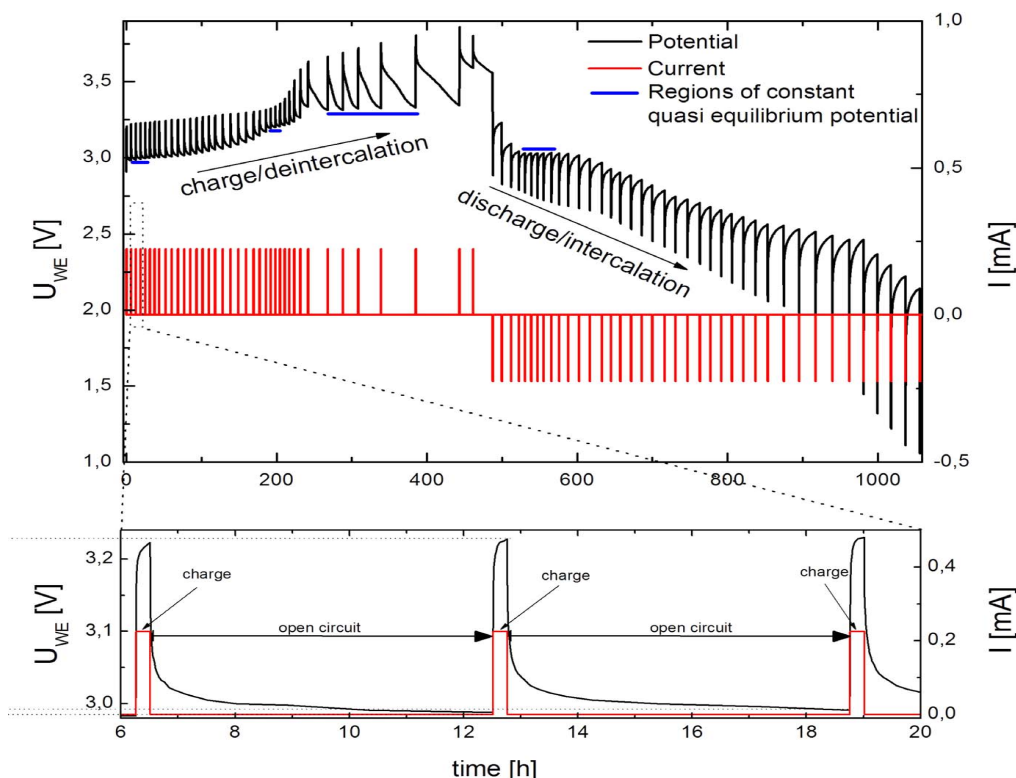 Potential
Current
Regions of constant
quasi equilibrium potential
charge/deintercalation
discharge/intercalation
U_WE [V]
3,5
3,0
2,5
2,0
1,5
1,0
I [mA]
1,0
0,5
0,0
-0,5
0 200 400 600 800 1000
U_WE [V]
3,2
3,1
3,0
charge
charge
charge
open circuit
open circuit
I [mA]
0,4
0,2
0,0
6 8 10 12 14 16 18 20
time [h]